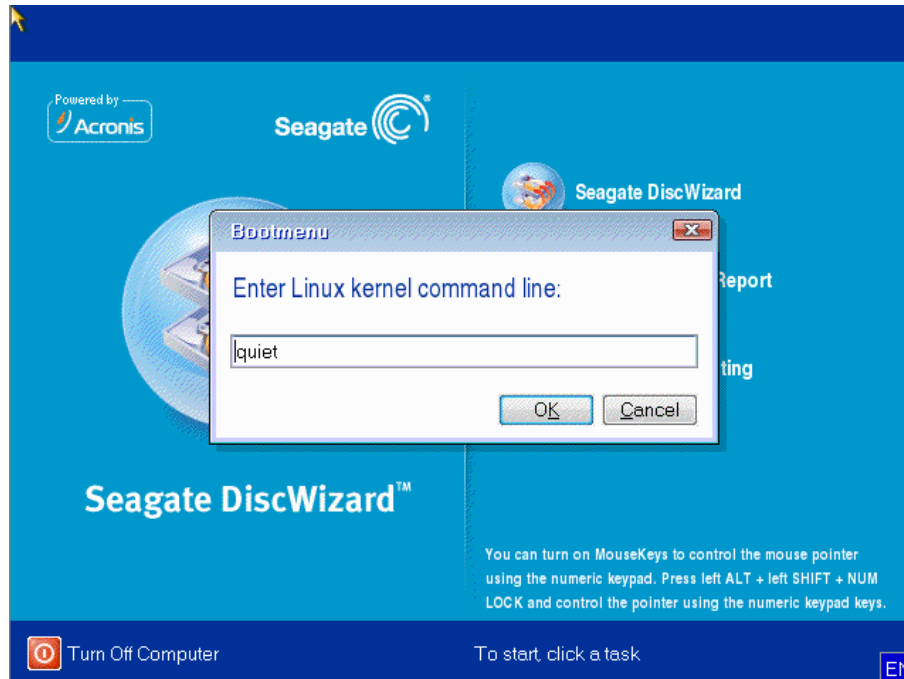 Powered by
Acronis
Seagate
Seagate DiscWizard
Bootmenu
Enter Linux kernel command line:
quiet
OK
Cancel
Report
ting
Seagate DiscWizard™
You can turn on MouseKeys to control the mouse pointer
using the numeric keypad. Press left ALT + left SHIFT + NUM
LOCK and control the pointer using the numeric keypad keys.
Turn Off Computer
To start, click a task
EN